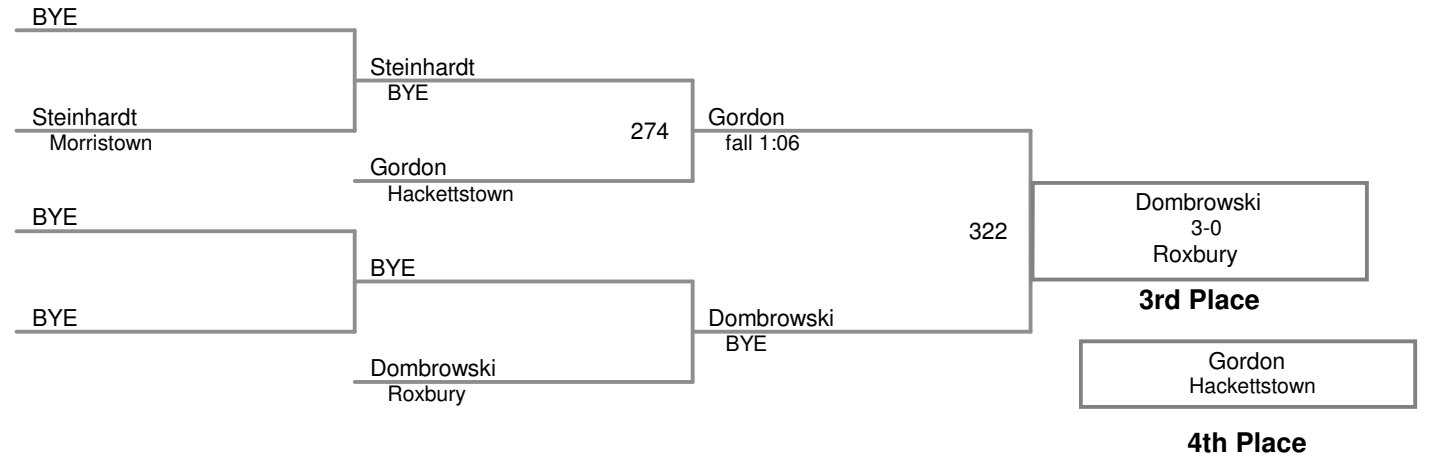 BYE
Steinhardt
BYE
Steinhardt
Morristown
274
Gordon
fall 1:06
Gordon
Hackettstown
BYE
322
Dombrowski
3-0
Roxbury
BYE
3rd Place
BYE
Dombrowski
BYE
Dombrowski
Roxbury
Gordon
Hackettstown
4th Place